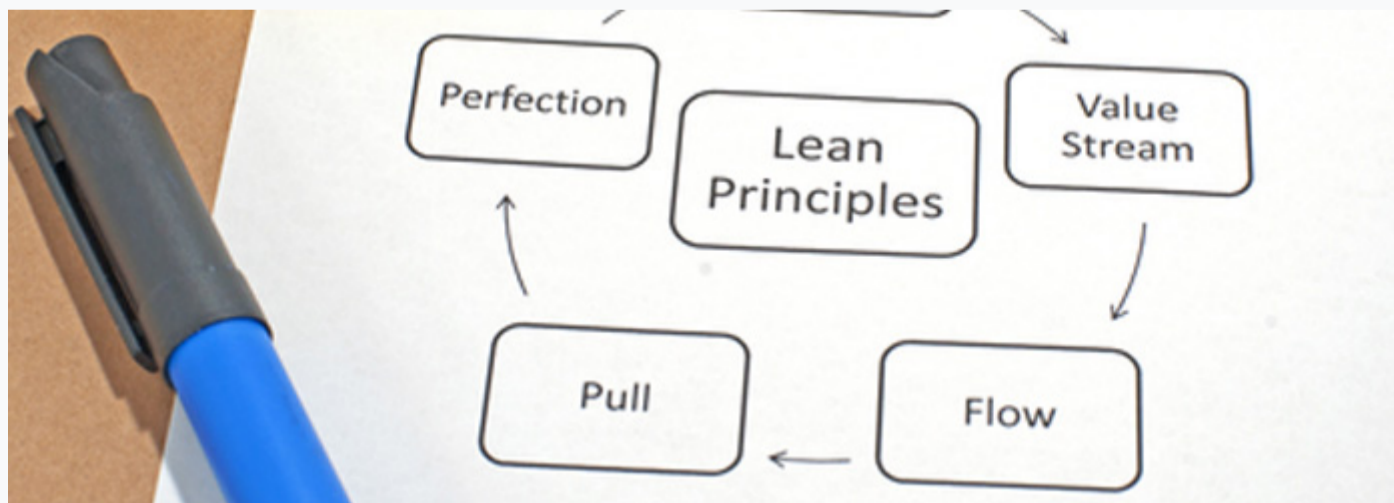 Perfection
Lean
Principles
Value
Stream
Pull
Flow